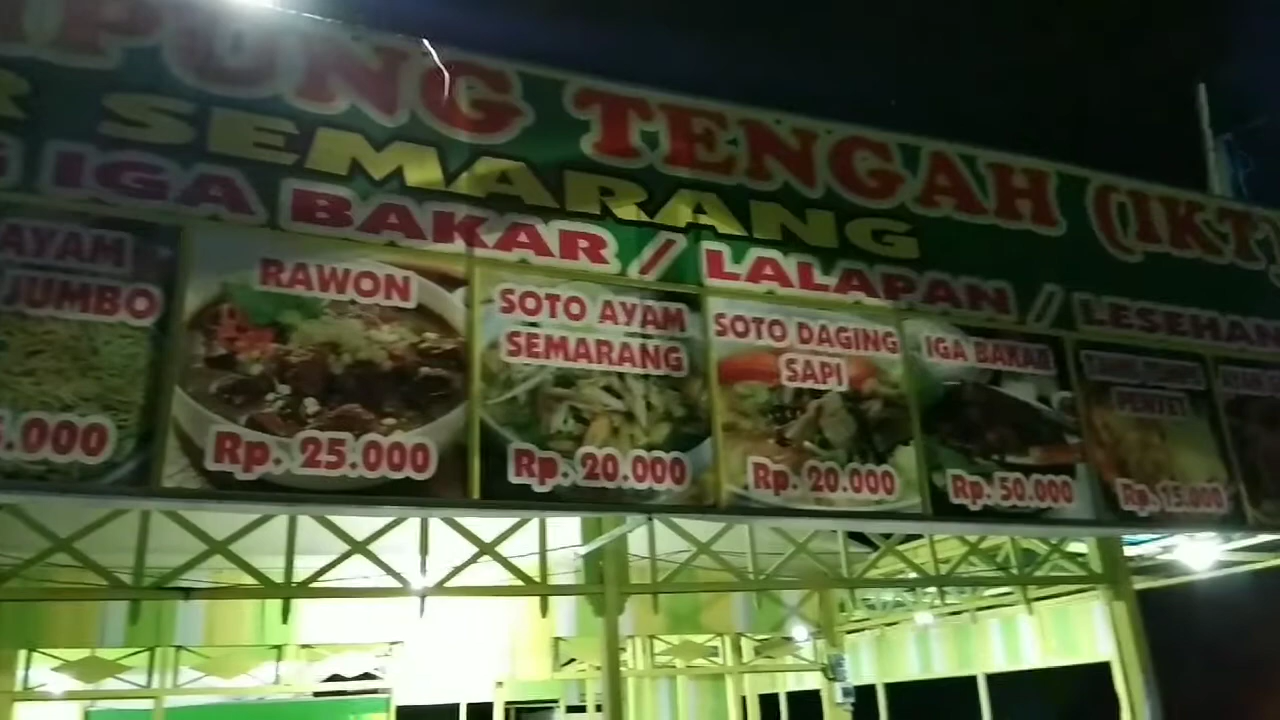 PUNG TENGAH (IKT)
SEMARANG
IGA BAKAR / LALAPAN / LESEHAN
AYAM
JUMBO
.000
RAWON
Rp. 25.000
SOTO AYAM
SEMARANG
Rp. 20.000
SOTO DAGING
SAPI
Rp. 20.000
IGA BAKAR
Rp. 50.000
PENYET
Rp. 15.000